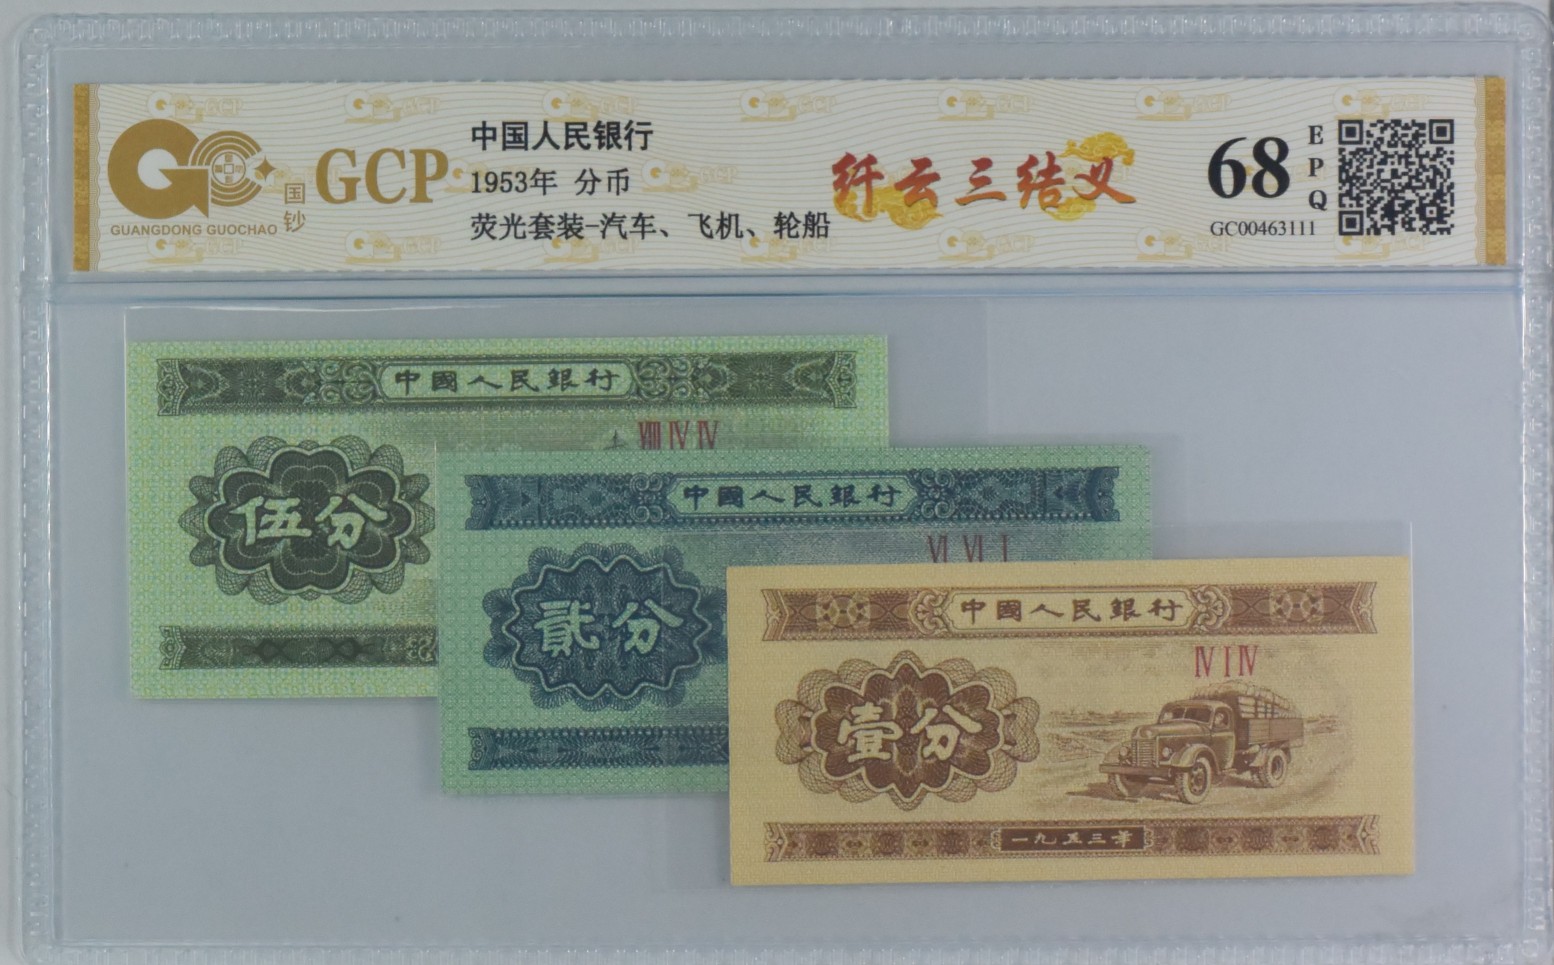 中国人民银行
1953年 分币
荧光套装-汽车、飞机、轮船
GCP
国钞
GUANGDONG GUOCHAO
纤云三结义
68
EPQ
GC00463111
中國人民銀行
Ⅷ Ⅳ Ⅳ
伍分
中國人民銀行
Ⅵ Ⅵ Ⅰ
貳分
中國人民銀行
Ⅳ Ⅰ Ⅳ
壹分
一九五三年